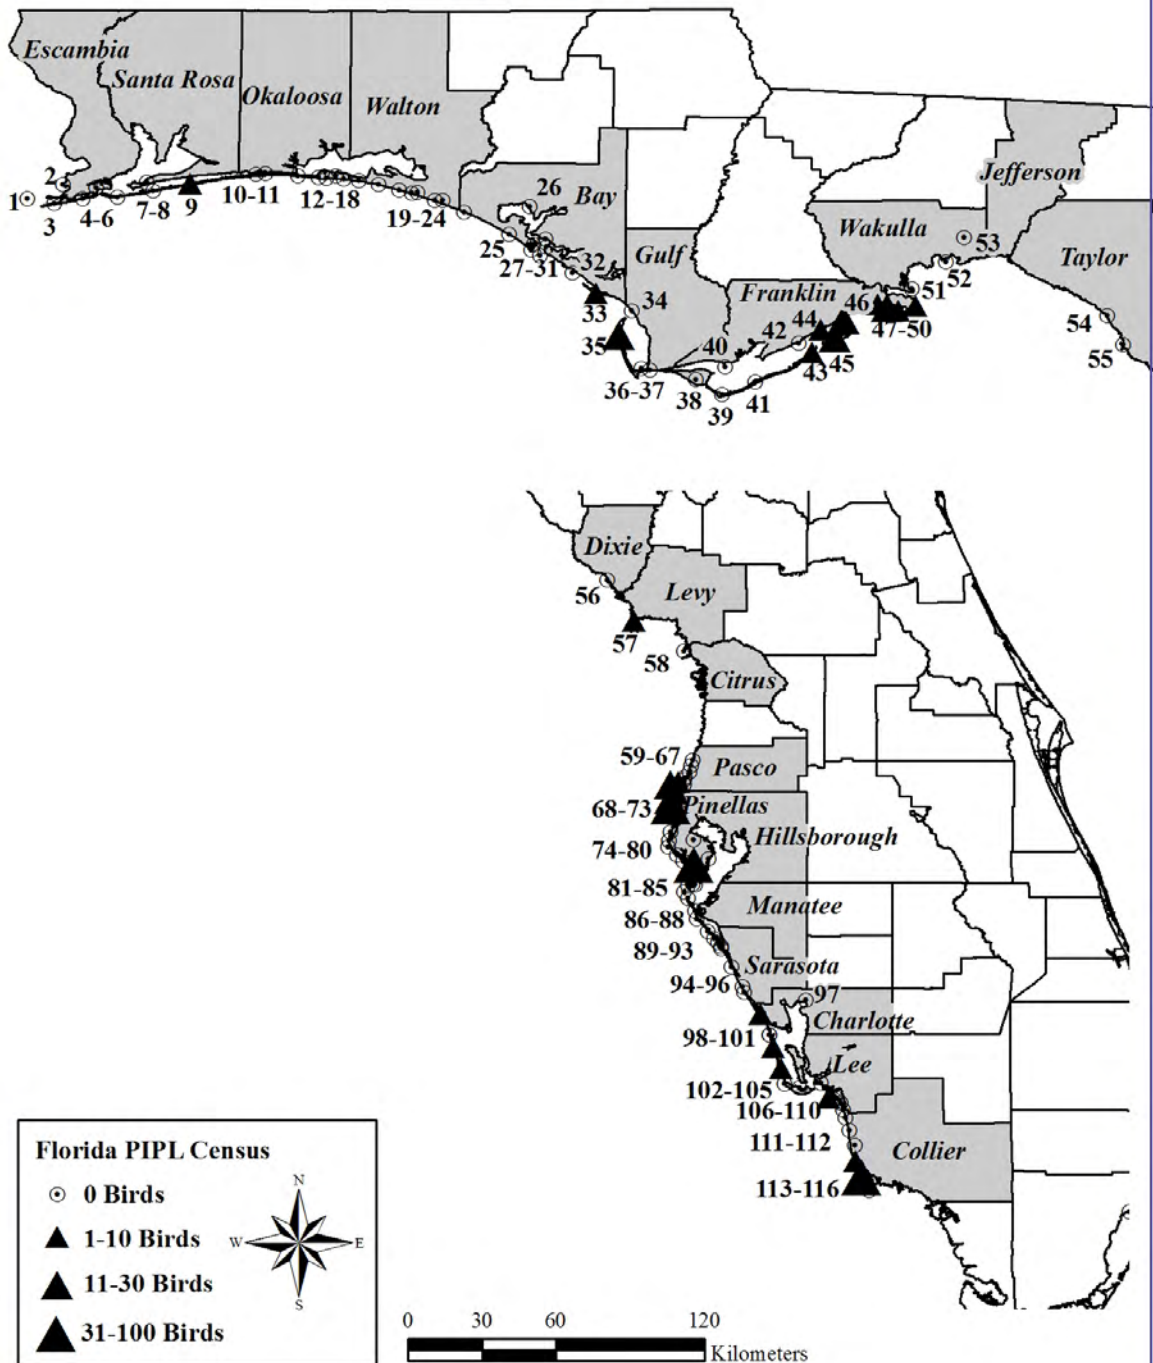 Escambia
Santa Rosa
Okaloosa
Walton
Bay
Gulf
Franklin
Wakulla
Jefferson
Taylor
1
2
3
4-6
7-8
9
10-11
12-18
19-24
25
26
27-31
32
33
34
35
36-37
38
39
40
41
42
43
44
45
46
47-50
51
52
53
54
55
Dixie
Levy
Citrus
Pasco
Pinellas
Hillsborough
Manatee
Sarasota
Charlotte
Lee
Collier
56
57
58
59-67
68-73
74-80
81-85
86-88
89-93
94-96
97
98-101
102-105
106-110
111-112
113-116
Florida PIPL Census
0 Birds
1-10 Birds
11-30 Birds
31-100 Birds
N
W
E
S
0 30 60 120
Kilometers